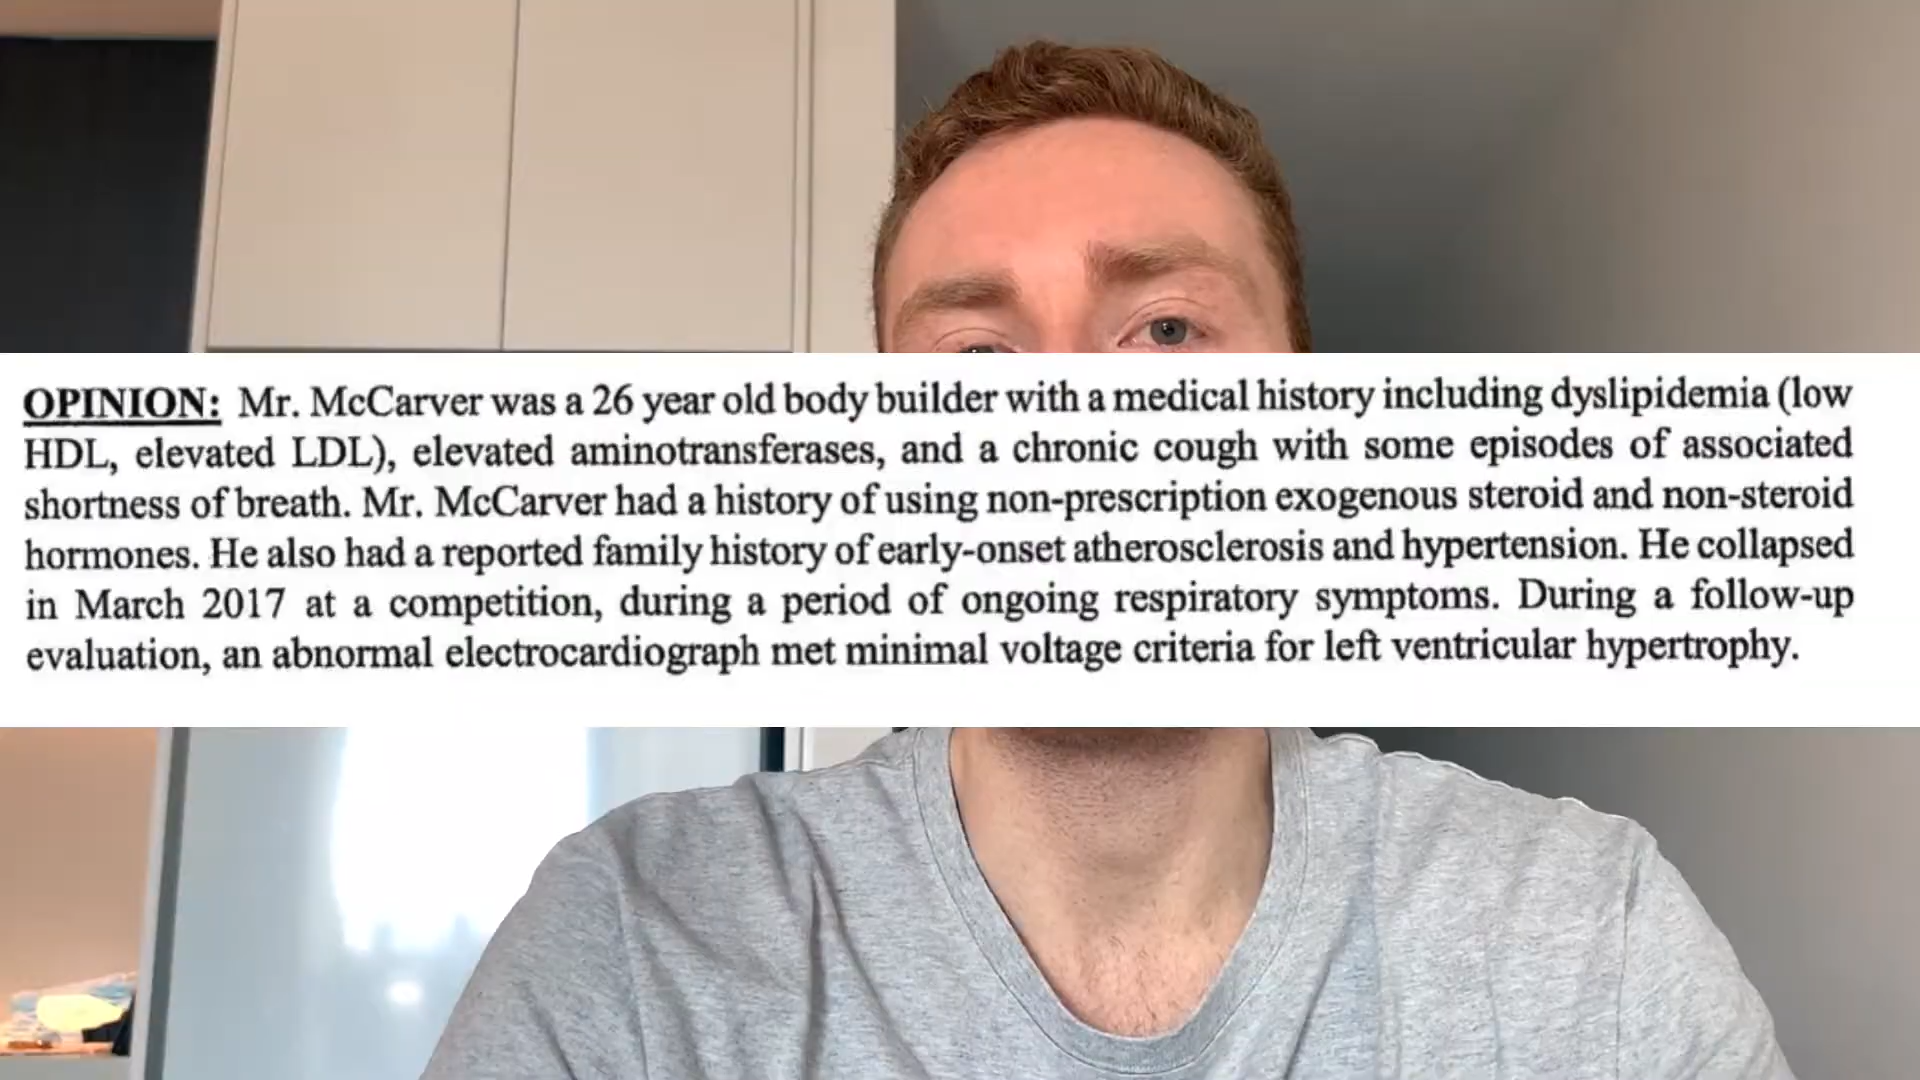 OPINION: Mr. McCarver was a 26 year old body builder with a medical history including dyslipidemia (low
HDL, elevated LDL), elevated aminotransferases, and a chronic cough with some episodes of associated
shortness of breath. Mr. McCarver had a history of using non-prescription exogenous steroid and non-steroid
hormones. He also had a reported family history of early-onset atherosclerosis and hypertension. He collapsed
in March 2017 at a competition, during a period of ongoing respiratory symptoms. During a follow-up
evaluation, an abnormal electrocardiograph met minimal voltage criteria for left ventricular hypertrophy.